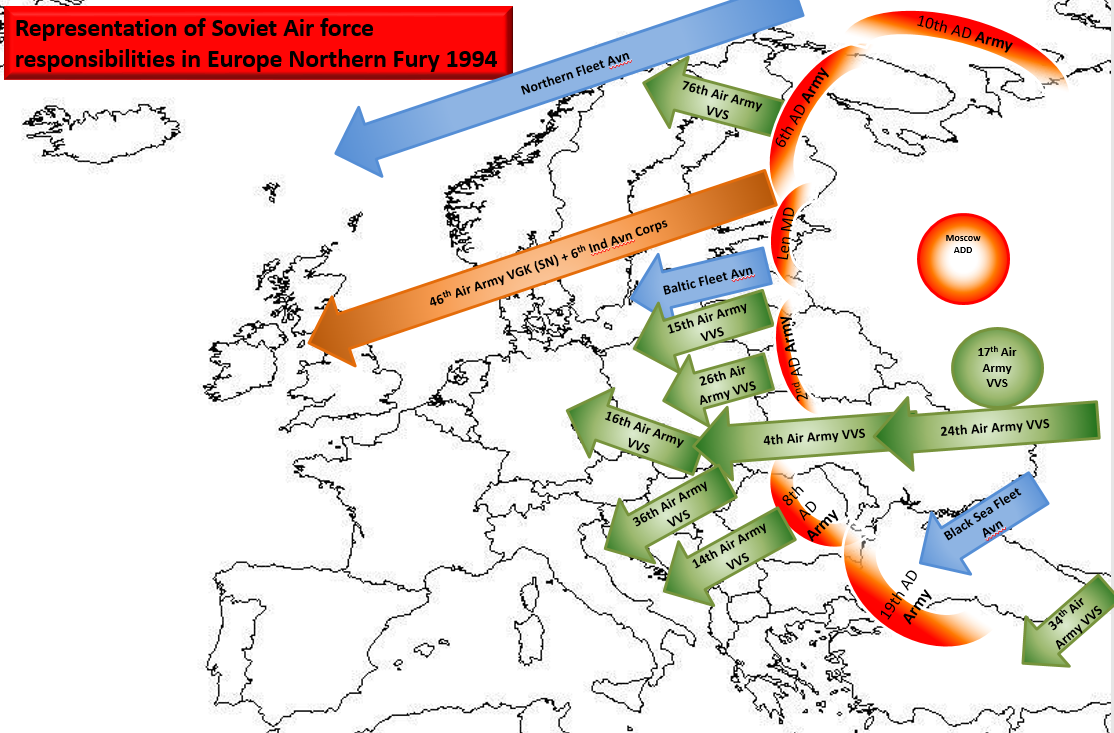 Representation of Soviet Air force
responsibilities in Europe Northern Fury 1994
10th AD Army
Northern Fleet Avn
76th Air Army
VVS
6th AD Army
46th Air Army VGK (SN) + 6th Ind Avn Corps
Len MD
Moscow
ADD
Baltic Fleet Avn
15th Air Army
VVS
2nd AD Army
17th Air
Army
VVS
26th Air
Army VVS
16th Air Army
VVS
4th Air Army VVS
24th Air Army VVS
36th Air Army
VVS
8th
AD
Army
Black Sea Fleet
Avn
14th Air Army
VVS
19th AD
Army
34th Air
Army VVS